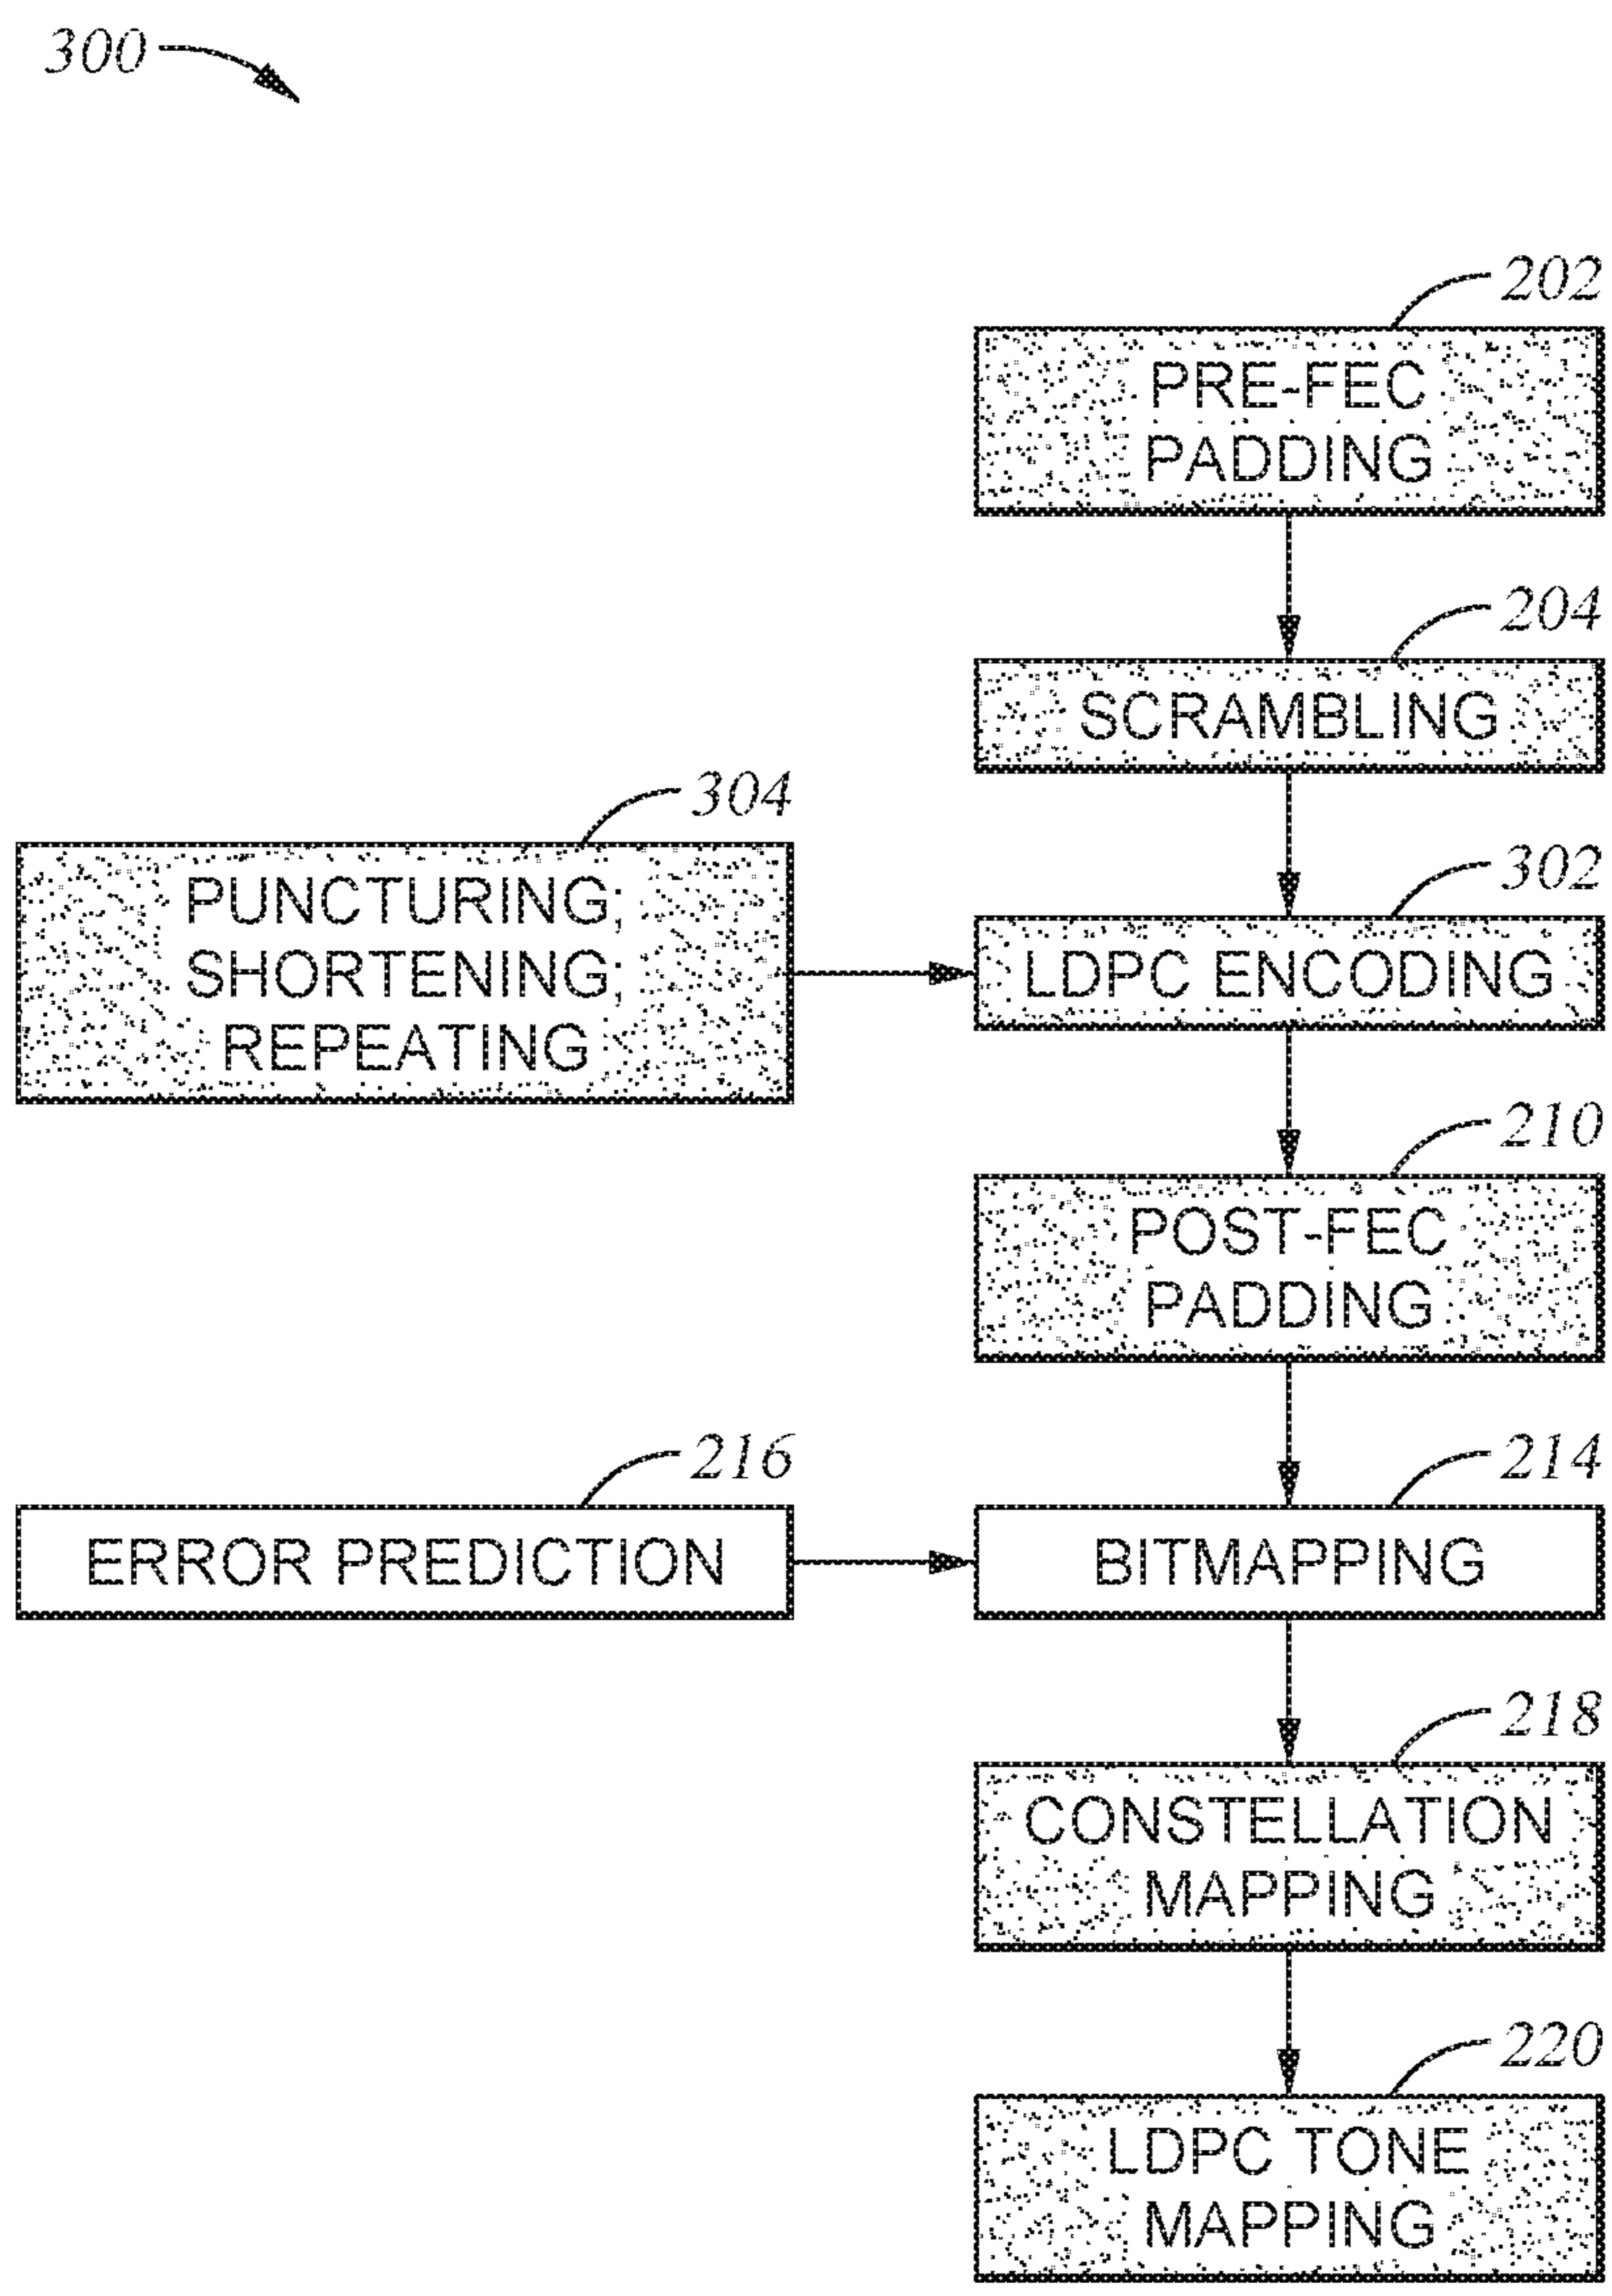 300
202
PRE-FEC
PADDING
204
SCRAMBLING
304
PUNCTURING;
SHORTENING;
REPEATING
302
LDPC ENCODING
210
POST-FEC
PADDING
216
ERROR PREDICTION
214
BITMAPPING
218
CONSTELLATION
MAPPING
220
LDPC TONE
MAPPING